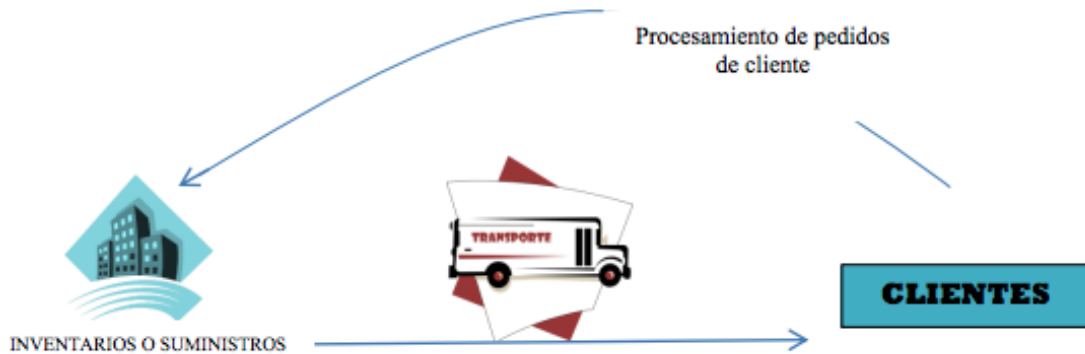 Procesamiento de pedidos
de cliente
TRANSPORTE
CLIENTES
INVENTARIOS O SUMINISTROS